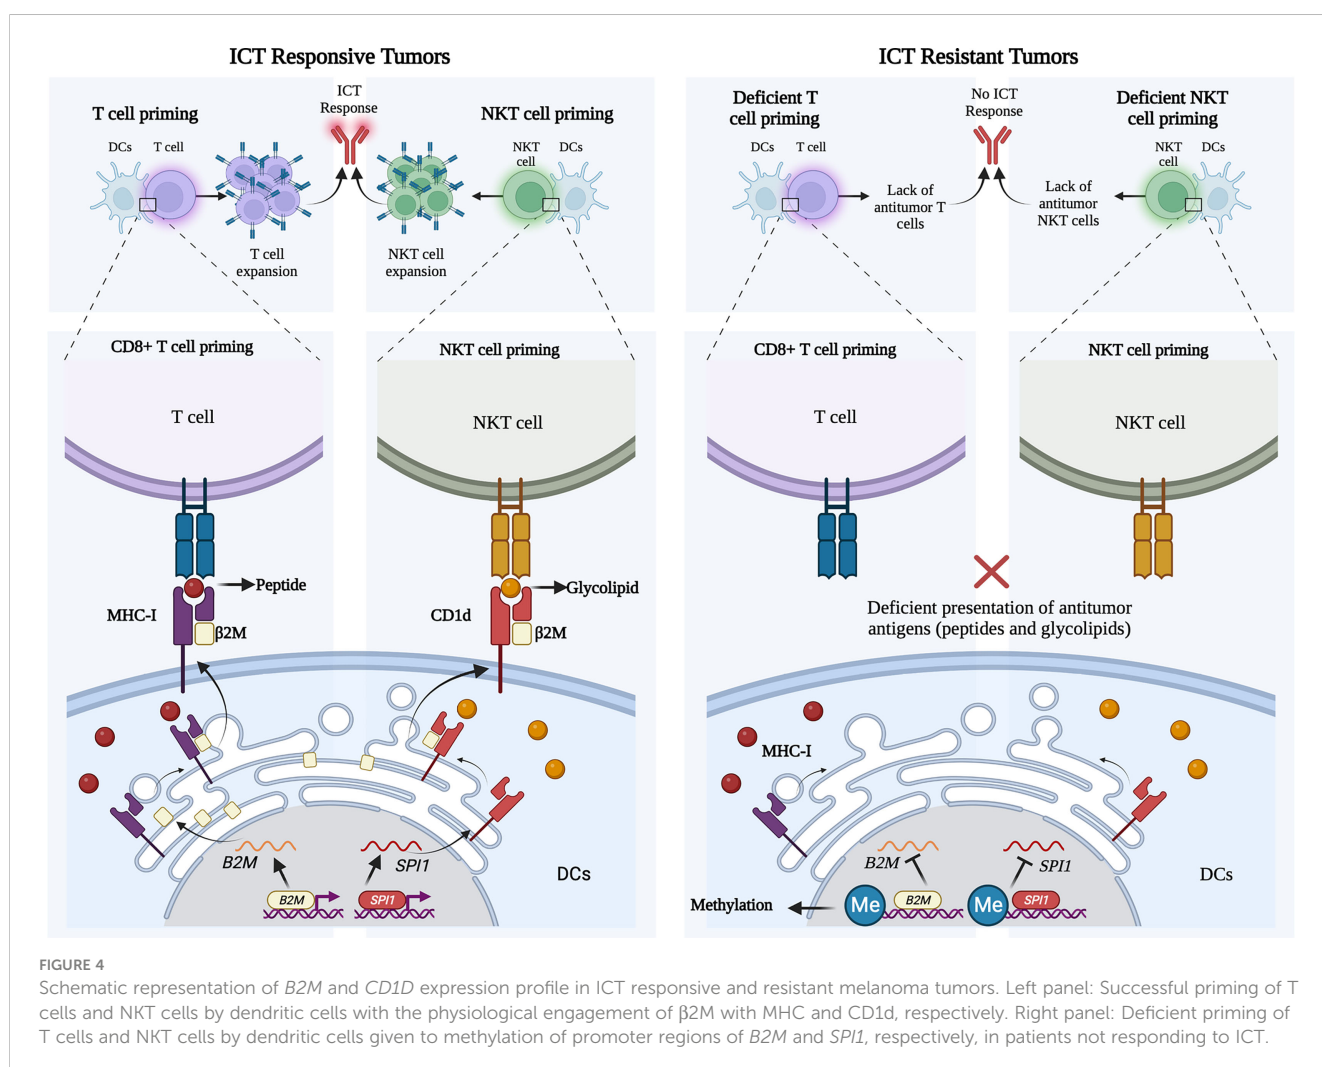 ICT Responsive Tumors
T cell priming
DCs
T cell
T cell
expansion
ICT
Response
NKT cell priming
NKT
cell
DCs
NKT cell
expansion
CD8+ T cell priming
T cell
Peptide
MHC-I
β2M
NKT cell priming
NKT cell
Glycolipid
CD1d
β2M
B2M
SPI1
DCs
B2M
SPI1
ICT Resistant Tumors
Deficient T
cell priming
DCs
T cell
Lack of
antitumor T
cells
No ICT
Response
Deficient NKT
cell priming
NKT
cell
DCs
Lack of
antitumor
NKT cells
CD8+ T cell priming
T cell
NKT cell priming
NKT cell
Deficient presentation of antitumor
antigens (peptides and glycolipids)
MHC-I
B2M
SPI1
DCs
Methylation
Me
B2M
Me
SPI1
FIGURE 4
Schematic representation of B2M and CD1D expression profile in ICT responsive and resistant melanoma tumors. Left panel: Successful priming of T
cells and NKT cells by dendritic cells with the physiological engagement of β2M with MHC and CD1d, respectively. Right panel: Deficient priming of
T cells and NKT cells by dendritic cells given to methylation of promoter regions of B2M and SPI1, respectively, in patients not responding to ICT.